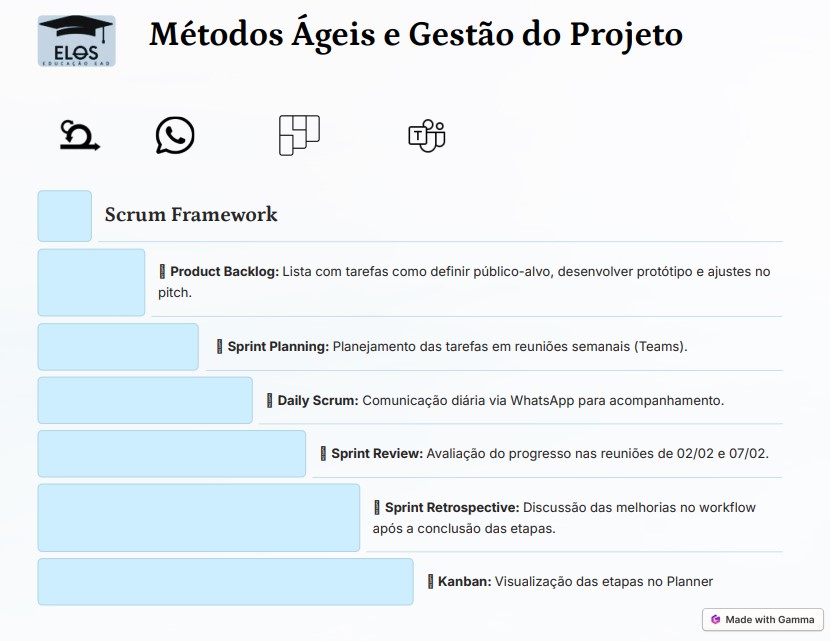 ELOS
EDUCAÇÃO EAD
Métodos Ágeis e Gestão do Projeto
T
Scrum Framework
Product Backlog: Lista com tarefas como definir público-alvo, desenvolver protótipo e ajustes no
pitch.
Sprint Planning: Planejamento das tarefas em reuniões semanais (Teams).
Daily Scrum: Comunicação diária via WhatsApp para acompanhamento.
Sprint Review: Avaliação do progresso nas reuniões de 02/02 e 07/02.
Sprint Retrospective: Discussão das melhorias no workflow
após a conclusão das etapas.
Kanban: Visualização das etapas no Planner
Made with Gamma